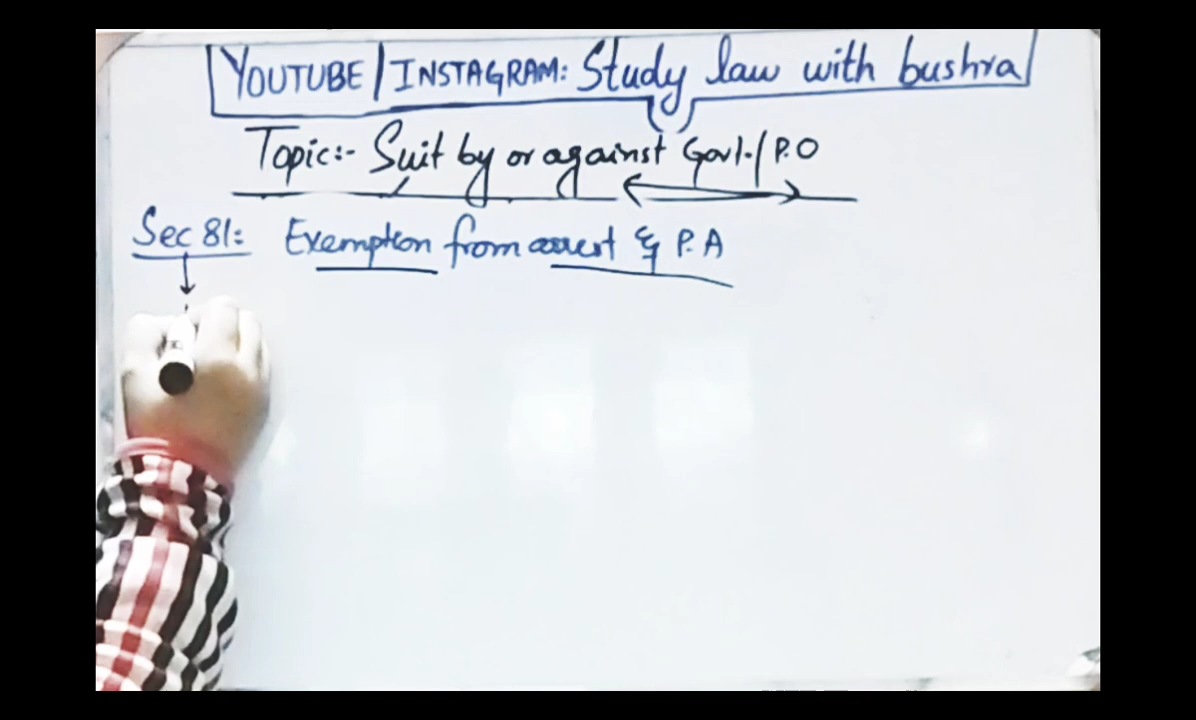 YOUTUBE/INSTAGRAM: Study law with bushra
Topic:- Suit by or against Govt./P.O
Sec 81: Exemption from arrest & P.A